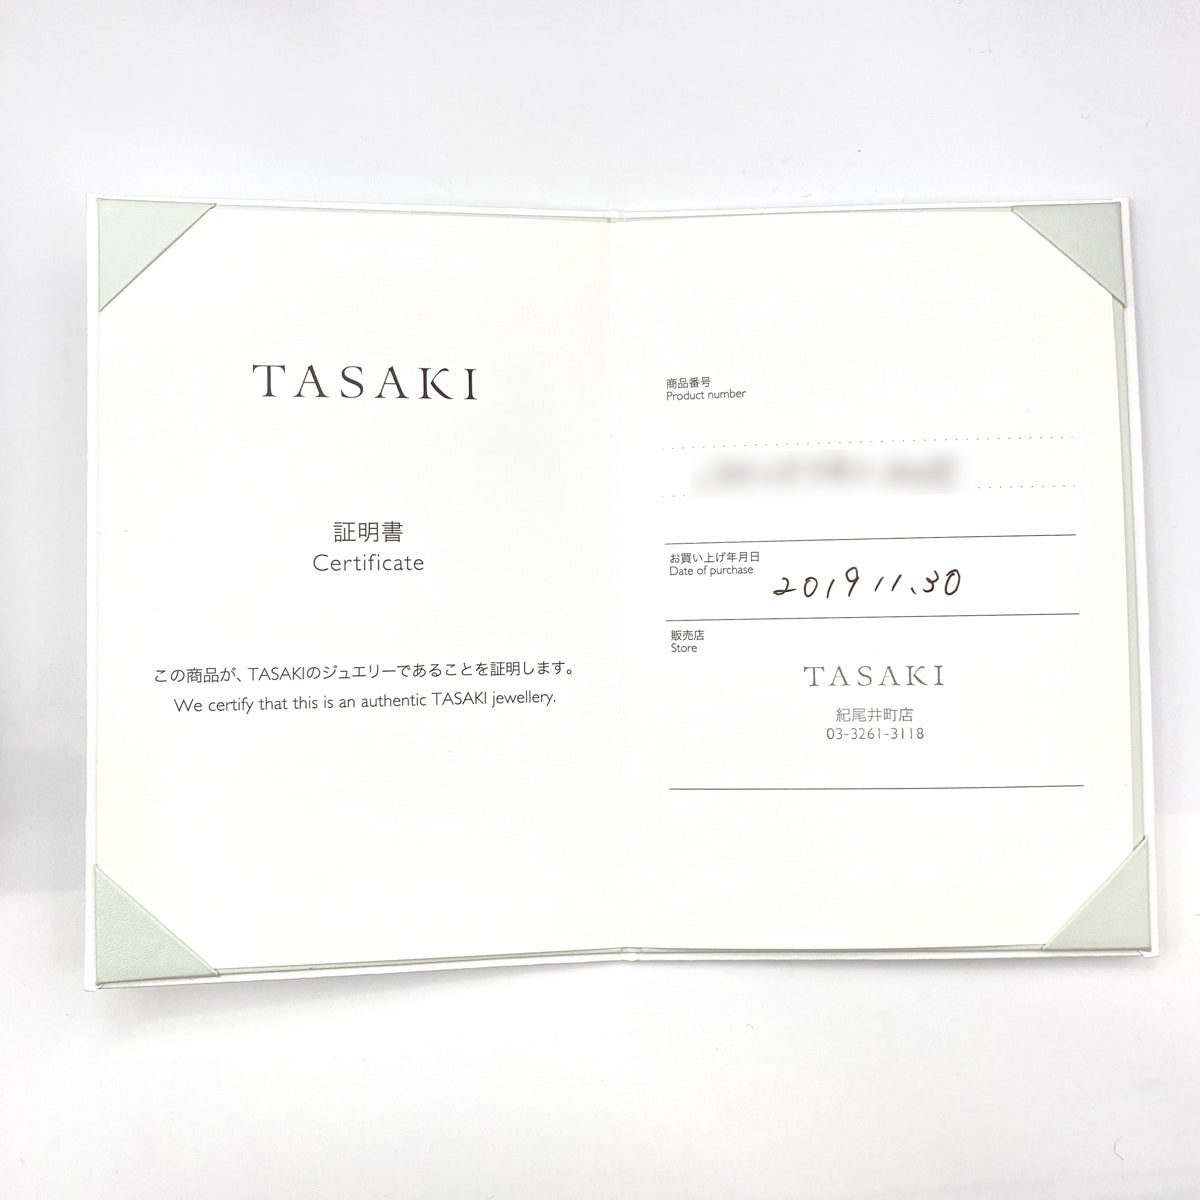 TASAKI
証明書
Certificate
この商品が、TASAKIのジュエリーであることを証明します。
We certify that this is an authentic TASAKI jewellery.
商品番号
Product number
お買い上げ年月日
Date of purchase
2019 11.30
販売店
Store
TASAKI
紀尾井町店
03-3261-3118